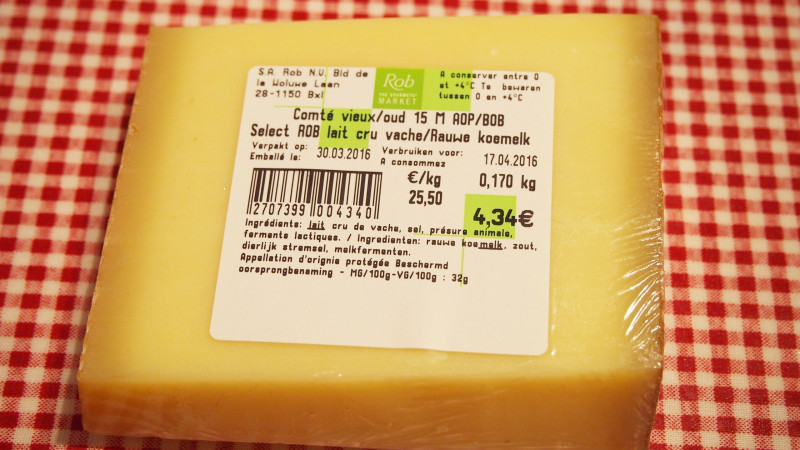 S.A. Rob N.V. Bld de
la Woluwe Laan
28-1150 Bxl
Rob
THE GOURMETS'
MARKET
A conserver entre 0
et +4°C Te bewaren
tussen 0 en +4°C
Comté vieux/oud 15 M AOP/BOB
Select ROB lait cru vache/Rauwe koemelk
Verpakt op: 30.03.2016 Verbruiken voor: 17.04.2016
Emballé le: A consommez
€/kg 0,170 kg
25,50
4,34€
2707399 004340
Ingrédients: lait cru de vache, sel, présure animale,
ferments lactiques. / Ingredienten: rauwe koemelk, zout,
dierlijk stremsel, melkfermenten.
Appellation d'origine protégée Beschermd
oorsprongbenaming - MG/100g-VG/100g : 32g